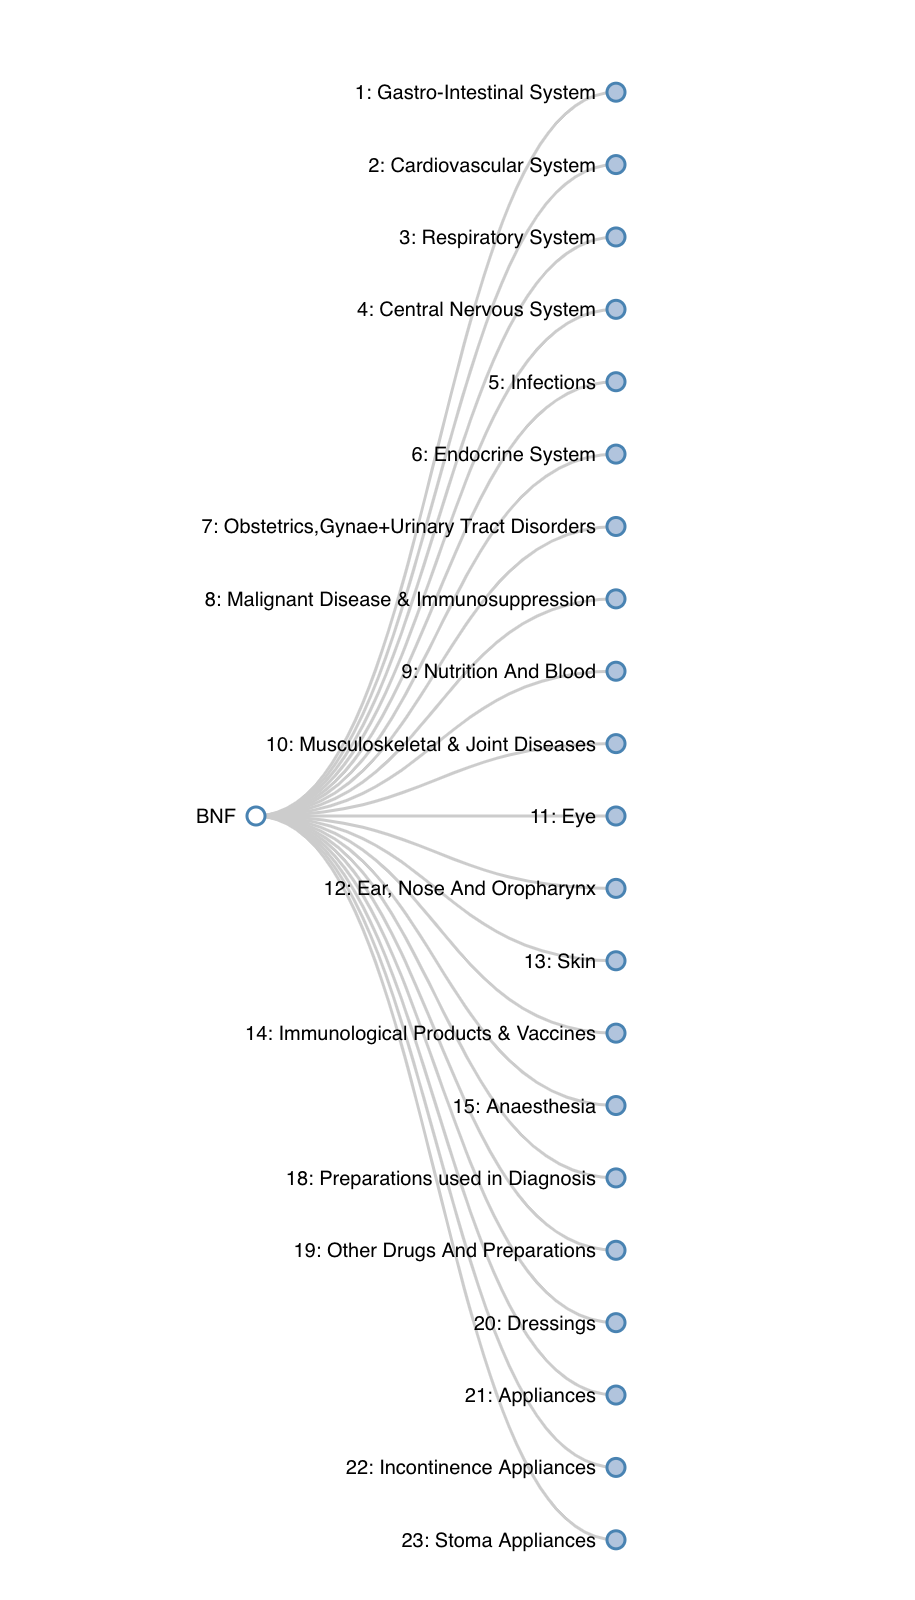 1: Gastro-Intestinal System
2: Cardiovascular System
3: Respiratory System
4: Central Nervous System
5: Infections
6: Endocrine System
7: Obstetrics,Gynae+Urinary Tract Disorders
8: Malignant Disease & Immunosuppression
9: Nutrition And Blood
10: Musculoskeletal & Joint Diseases
BNF
11: Eye
12: Ear, Nose And Oropharynx
13: Skin
14: Immunological Products & Vaccines
15: Anaesthesia
18: Preparations used in Diagnosis
19: Other Drugs And Preparations
20: Dressings
21: Appliances
22: Incontinence Appliances
23: Stoma Appliances